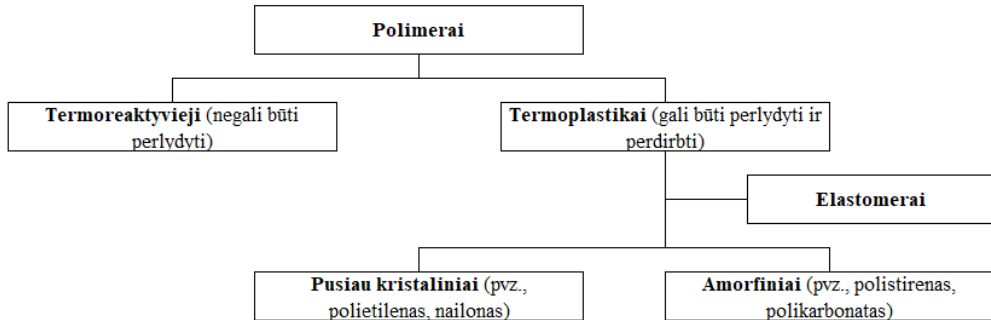 Polimerai
Termoreaktyvieji (negali būti
perlydyti)
Termoplastikai (gali būti perlydyti ir
perdirbti)
Elastomerai
Pusiau kristaliniai (pvz.,
polietilenas, nailonas)
Amorfiniai (pvz., polistirenas,
polikarbonatas)